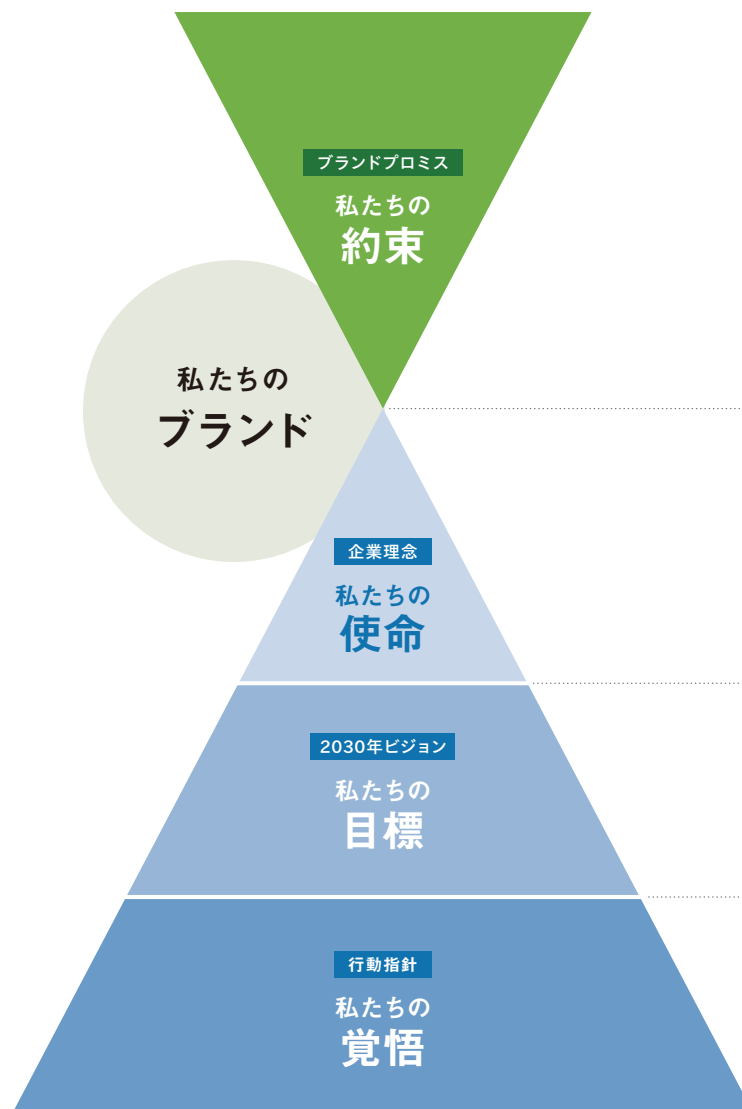 ブランドプロミス
私たちの
約束
私たちの
ブランド
企業理念
私たちの
使命
2030年ビジョン
私たちの
目標
行動指針
私たちの
覚悟